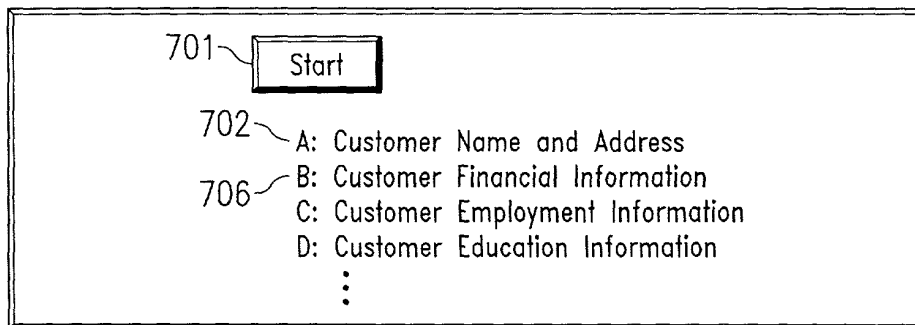 701 Start
702 A: Customer Name and Address
706 B: Customer Financial Information
C: Customer Employment Information
D: Customer Education Information